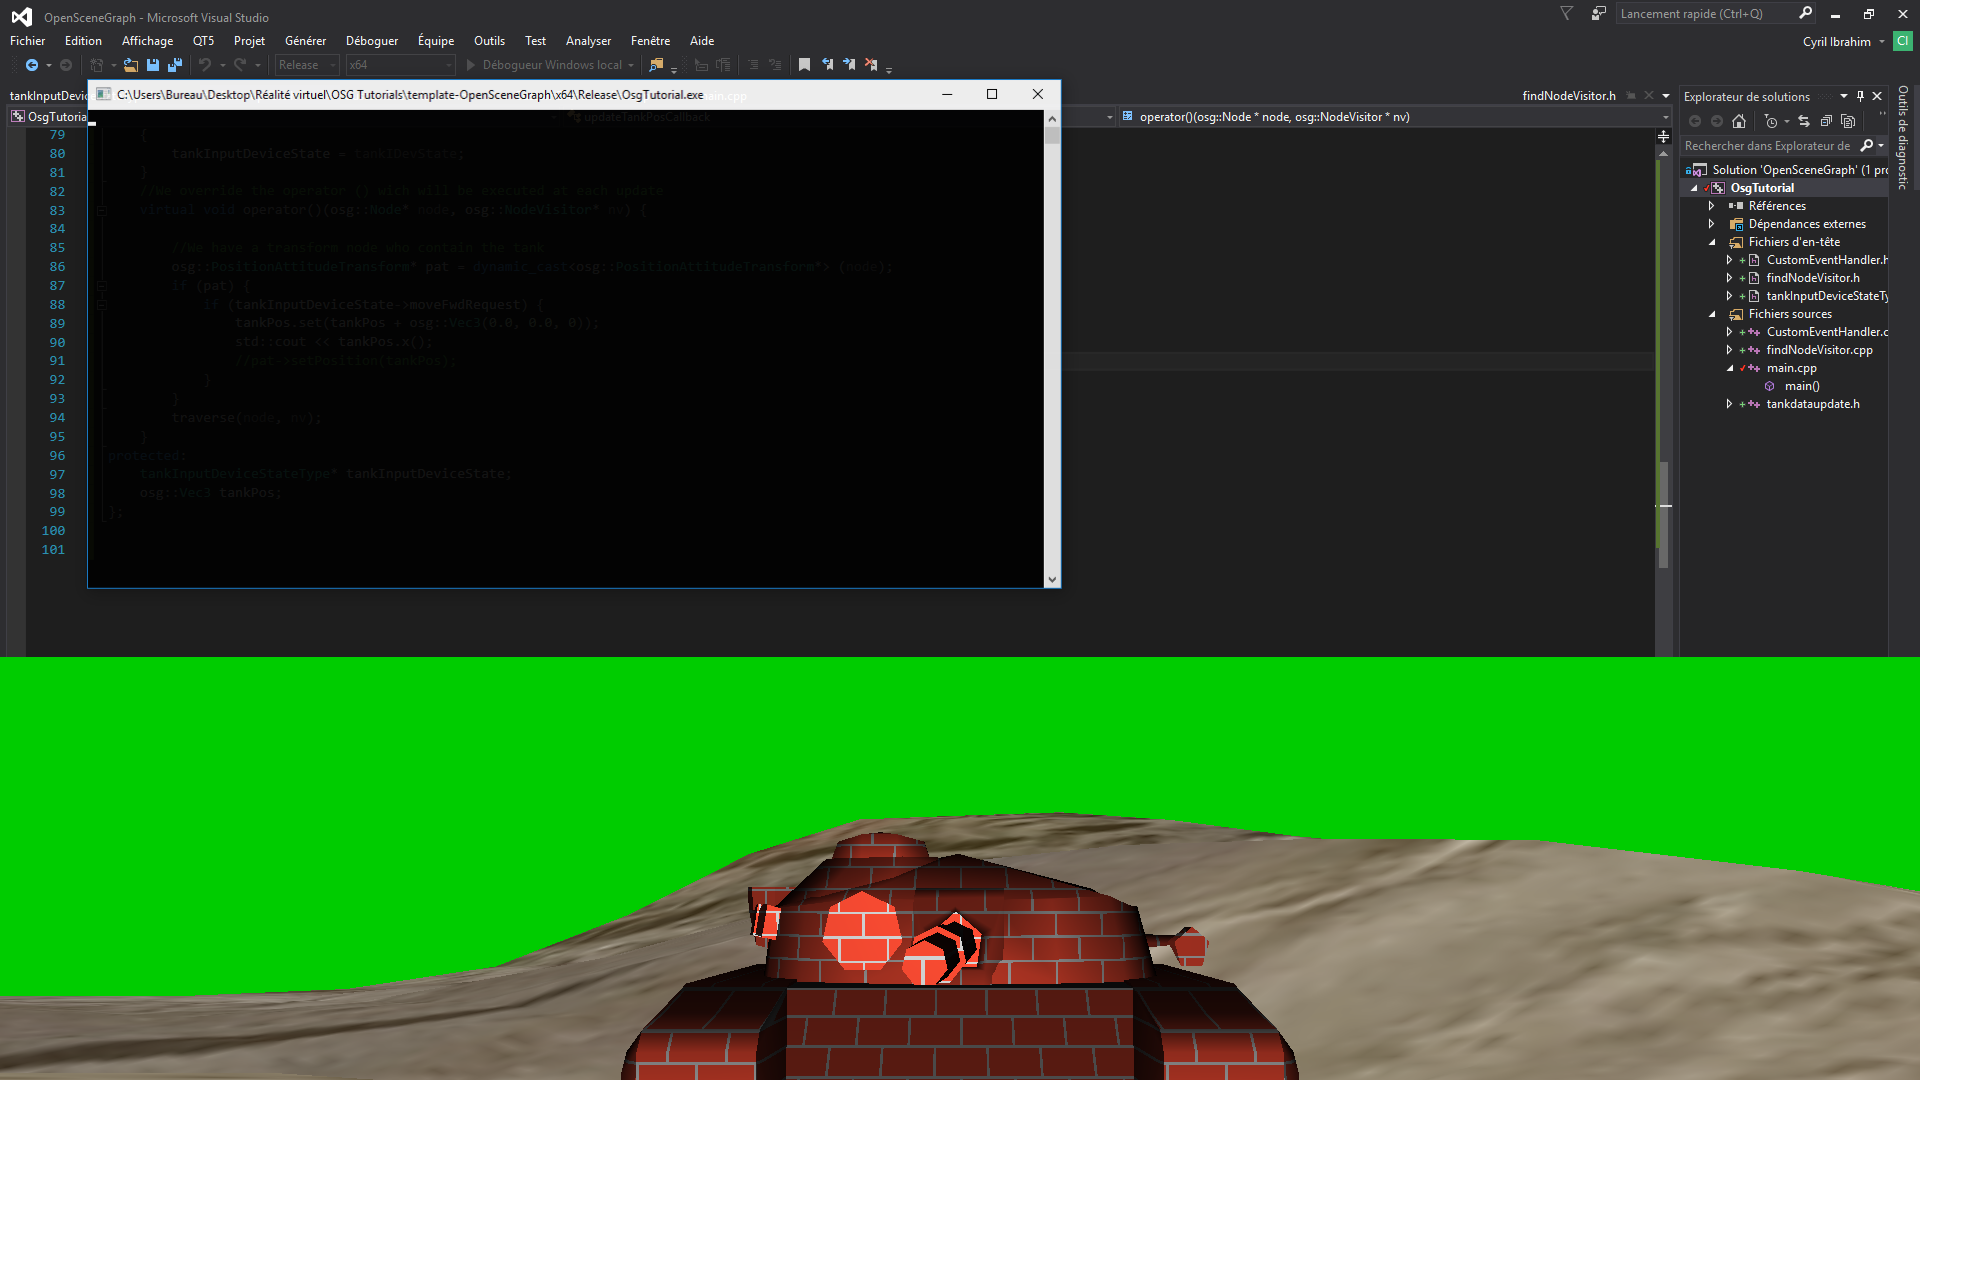 OpenSceneGraph - Microsoft Visual Studio
Lancement rapide (Ctrl+Q)
Fichier Edition Affichage QT5 Projet Générer Déboguer Équipe Outils Test Analyser Fenêtre Aide
Cyril Ibrahim CI
Release x64 Débogueur Windows local
tankInputDevic
C:\Users\Bureau\Desktop\Réalité virtuel\OSG Tutorials\template-OpenSceneGraph\x64\Release\OsgTutorial.exe
main.cpp
findNodeVisitor.h
OsgTutoria
updateTankPosCallback
operator()(osg::Node * node, osg::NodeVisitor * nv)
79 {
80 tankInputDeviceState = tankIDevState;
81 }
82 //We override the operator () wich will be executed at each update
83 virtual void operator()(osg::Node* node, osg::NodeVisitor* nv) {
84
85 //We have a transform node who contain the tank
86 osg::PositionAttitudeTransform* pat = dynamic_cast<osg::PositionAttitudeTransform*> (node);
87 if (pat) {
88 if (tankInputDeviceState->moveFwdRequest) {
89 tankPos.set(tankPos + osg::Vec3(0.0, 0.0, 0));
90 std::cout << tankPos.x();
91 //pat->setPosition(tankPos);
92 }
93 }
94 traverse(node, nv);
95 }
96 protected:
97 tankInputDeviceStateType* tankInputDeviceState;
98 osg::Vec3 tankPos;
99 };
100
101
Explorateur de solutions
Rechercher dans Explorateur de
Solution 'OpenSceneGraph' (1 pro
OsgTutorial
Références
Dépendances externes
Fichiers d'en-tête
CustomEventHandler.h
findNodeVisitor.h
tankInputDeviceStateTy
Fichiers sources
CustomEventHandler.c
findNodeVisitor.cpp
main.cpp
main()
tankdataupdate.h
Outils de diagnostic